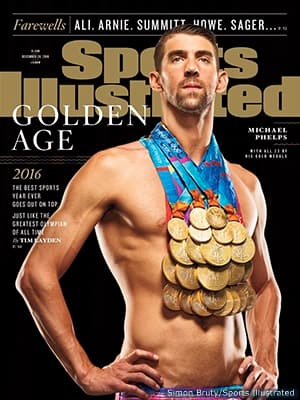 Farewells ALI. ARNIE. SUMMITT. HOWE. SAGER... P. 72
Sports
Illustrated
GOLDEN
AGE
MICHAEL
PHELPS
WITH ALL 23 OF
HIS GOLD MEDALS
2016
THE BEST SPORTS
YEAR EVER
GOES OUT ON TOP
JUST LIKE THE
GREATEST OLYMPIAN
OF ALL TIME
By TIM LAYDEN
Simon Bruty/Sports Illustrated